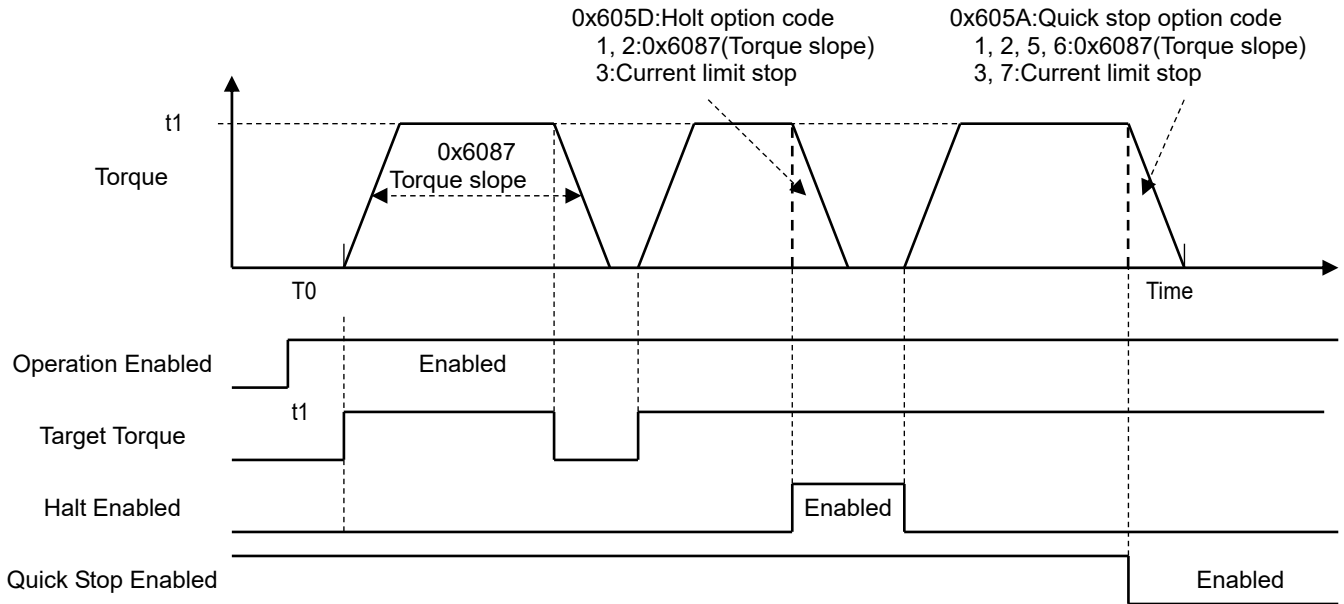 0x605D:Holt option code
1, 2:0x6087(Torque slope)
3:Current limit stop
0x605A:Quick stop option code
1, 2, 5, 6:0x6087(Torque slope)
3, 7:Current limit stop
t1
Torque
0x6087
Torque slope
T0
Time
Operation Enabled
Enabled
t1
Target Torque
Halt Enabled
Enabled
Quick Stop Enabled
Enabled